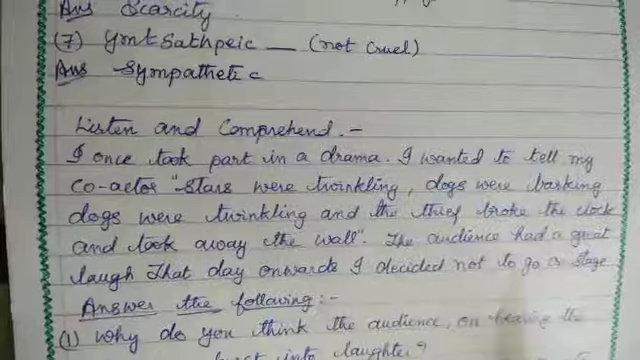 Ans Scarcity
(7) ymtsathpeic — (not cruel)
Ans Sympathetic
Listen and Comprehend.-
I once took part in a drama. I wanted to tell my
co-actor "stars were twinkling, dogs were barking
dogs were twinkling and the thief broke the clock
and took away the wall". The audience had a great
laugh That day onwards I decided not to go on stage
Answer the following:-
(1) why do you think the audience, on hearing the
burst into laughter?